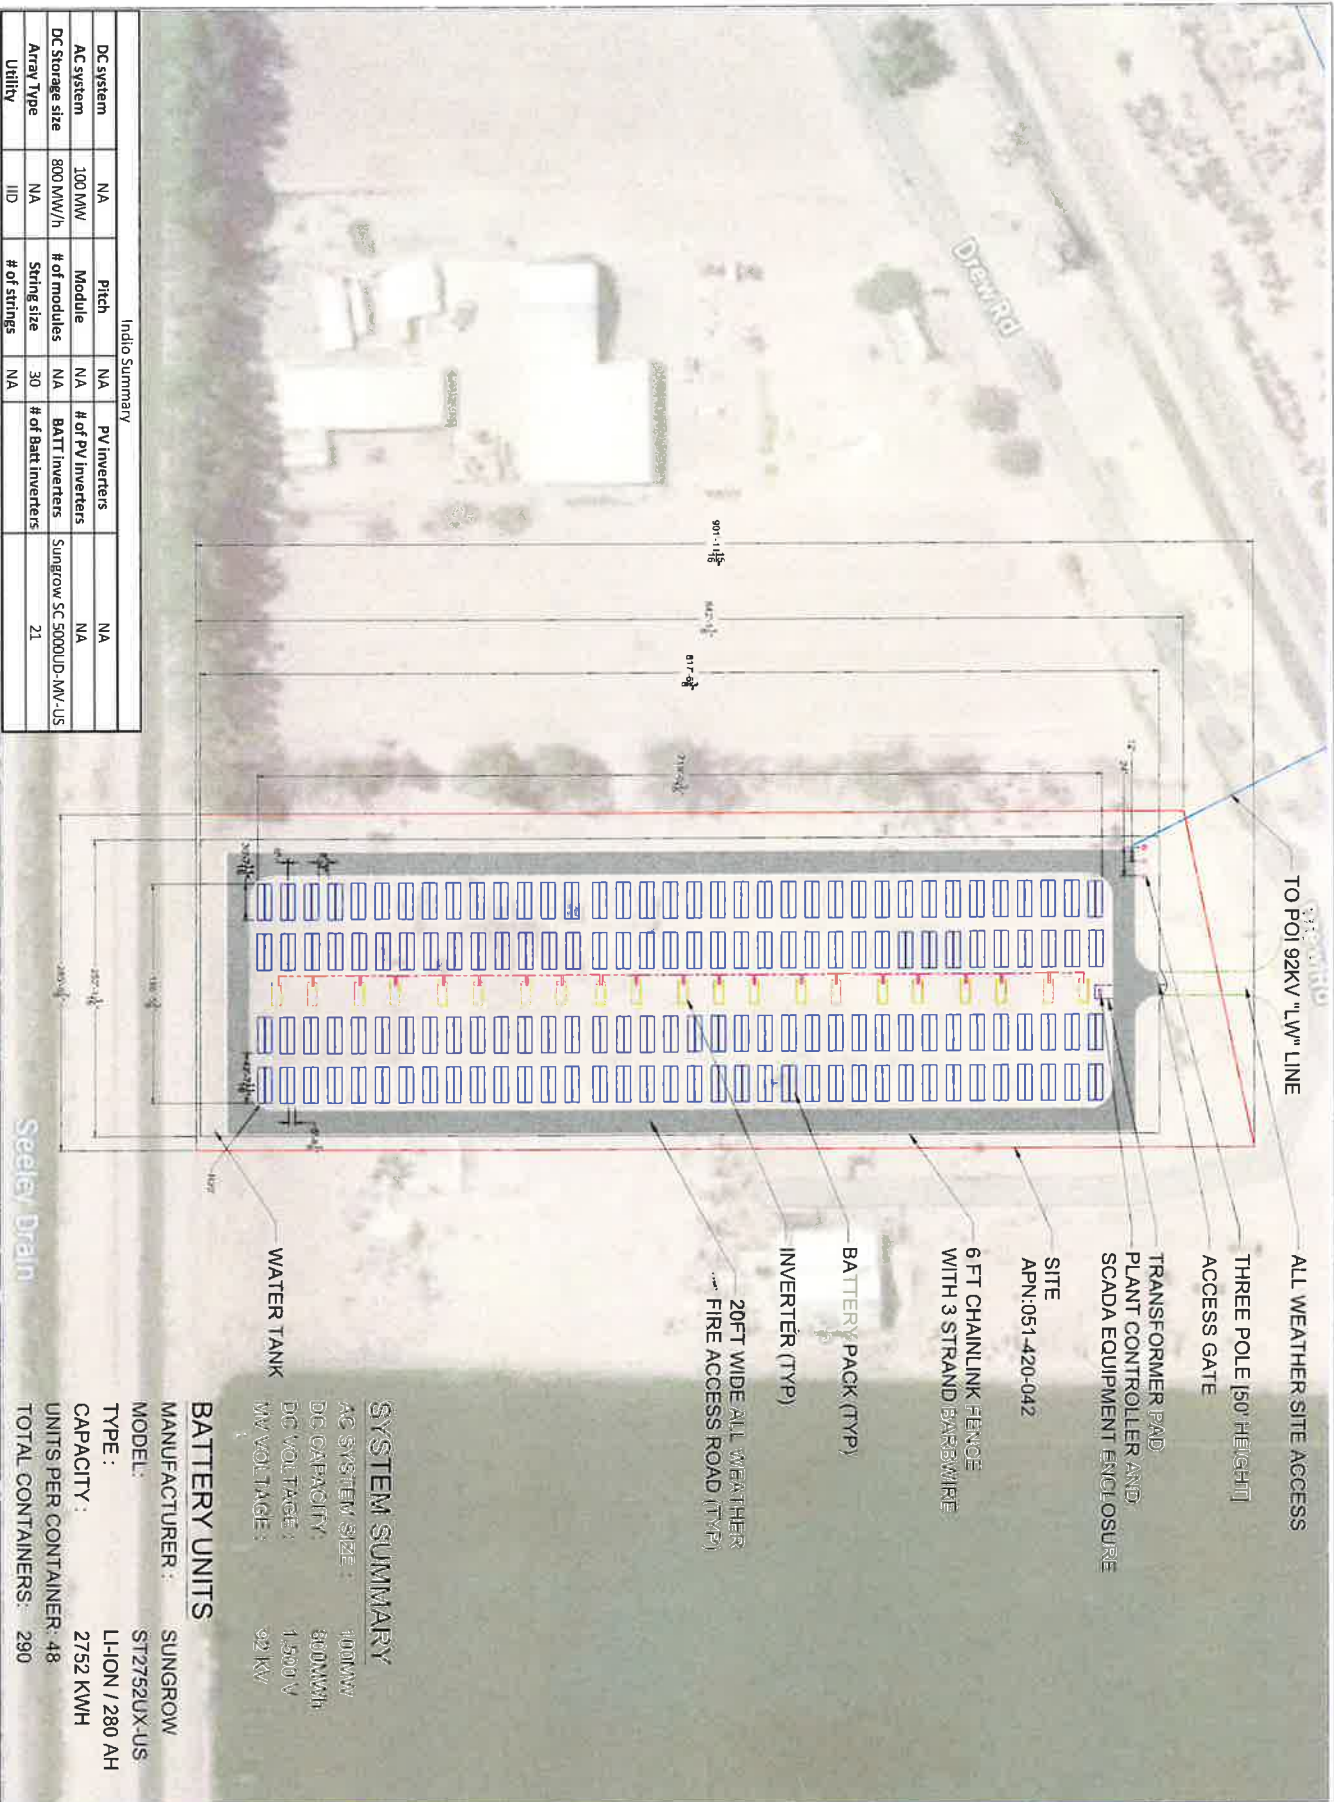 ALL WEATHER SITE ACCESS
TO POI 92KV "LW" LINE
THREE POLE [50' HEIGHT]
ACCESS GATE
TRANSFORMER PAD
PLANT CONTROLLER AND
SCADA EQUIPMENT ENCLOSURE
SITE
APN:051-420-042
6 FT CHAINLINK FENCE
WITH 3 STRAND BARBWIRE
BATTERY PACK (TYP)
INVERTER (TYP)
20FT WIDE ALL WEATHER
FIRE ACCESS ROAD (TYP)
WATER TANK
Drew Rd
Seeley Drain
12'
24'
SYSTEM SUMMARY
AC SYSTEM SIZE : 100MW
DC CAPACITY: 800MWh
DC VOLTAGE : 1,500 V
MV VOLTAGE : 92 KV
BATTERY UNITS
MANUFACTURER : SUNGROW
MODEL: ST2752UX-US
TYPE : LI-ION / 280 AH
CAPACITY : 2752 KWH
UNITS PER CONTAINER: 48
TOTAL CONTAINERS: 290
Indio Summary
DC system NA Pitch NA PV inverters NA
AC system 100 MW Module NA # of PV inverters NA
DC Storage size 800 MW/h # of modules NA BATT inverters Sungrow SC 5000UD-MV-US
Array Type NA String size 30 # of Batt inverters 21
Utility IID # of strings NA